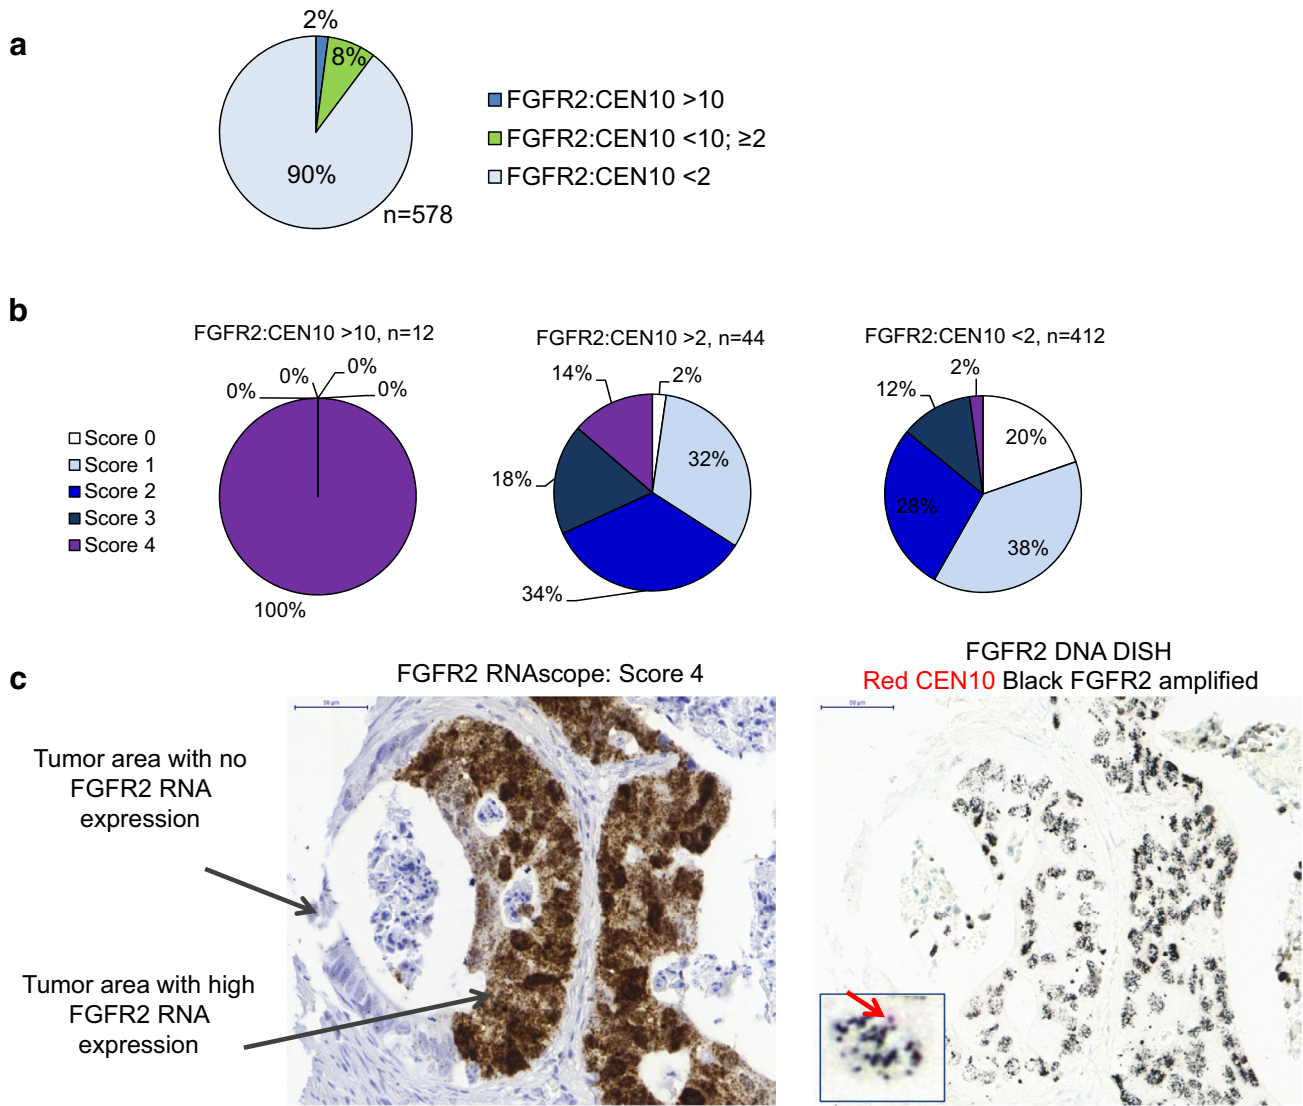 a
2%
8%
90%
n=578
FGFR2:CEN10 >10
FGFR2:CEN10 <10; ≥2
FGFR2:CEN10 <2
b
FGFR2:CEN10 >10, n=12
FGFR2:CEN10 >2, n=44
FGFR2:CEN10 <2, n=412
Score 0
Score 1
Score 2
Score 3
Score 4
0%
0%
0%
0%
100%
14%
2%
32%
18%
34%
2%
12%
20%
28%
38%
c
FGFR2 RNAscope: Score 4
FGFR2 DNA DISH
Red CEN10 Black FGFR2 amplified
Tumor area with no
FGFR2 RNA
expression
Tumor area with high
FGFR2 RNA
expression
50 µm
50 µm